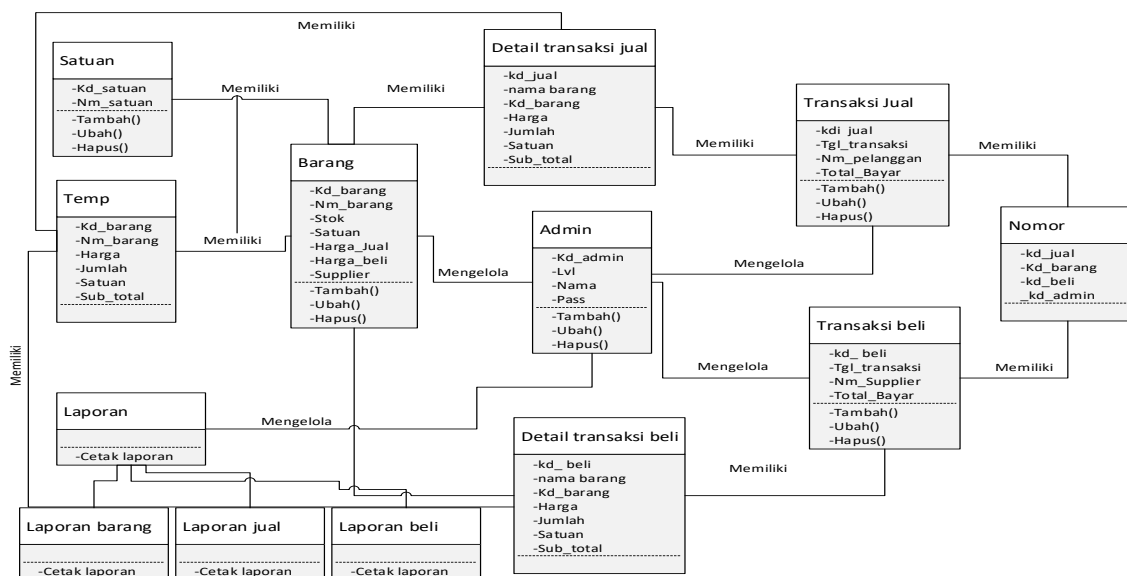 Memiliki
Satuan
-Kd_satuan
-Nm_satuan
-Tambah()
-Ubah()
-Hapus()
Memiliki
Temp
-Kd_barang
-Nm_barang
-Harga
-Jumlah
-Satuan
-Sub_total
Memiliki
Memiliki
Barang
-Kd_barang
-Nm_barang
-Stok
-Satuan
-Harga_Jual
-Harga_beli
-Supplier
-Tambah()
-Ubah()
-Hapus()
Memiliki
Detail transaksi jual
-kd_jual
-nama barang
-Kd_barang
-Harga
-Jumlah
-Satuan
-Sub_total
Memiliki
Transaksi Jual
-kdi_jual
-Tgl_transaksi
-Nm_pelanggan
-Total_Bayar
-Tambah()
-Ubah()
-Hapus()
Memiliki
Nomor
-kd_jual
-Kd_barang
-kd_beli
_kd_admin
Mengelola
Admin
-Kd_admin
-Lvl
-Nama
-Pass
-Tambah()
-Ubah()
-Hapus()
Mengelola
Mengelola
Transaksi beli
-kd_ beli
-Tgl_transaksi
-Nm_Supplier
-Total_Bayar
-Tambah()
-Ubah()
-Hapus()
Memiliki
Laporan
-Cetak laporan
Mengelola
Detail transaksi beli
-kd_ beli
-nama barang
-Kd_barang
-Harga
-Jumlah
-Satuan
-Sub_total
Memiliki
Laporan barang
-Cetak laporan
Laporan jual
-Cetak laporan
Laporan beli
-Cetak laporan